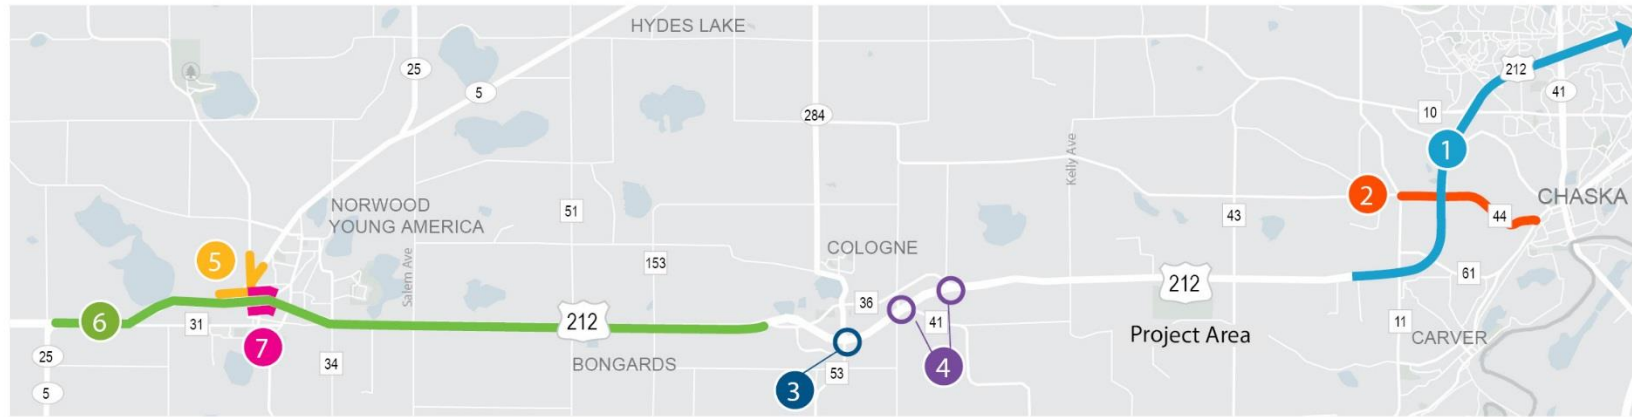 HYDES LAKE
25
5
212
41
10
284
1
Kelly Ave
2
CHASKA
NORWOOD
YOUNG AMERICA
51
43
44
COLOGNE
5
153
Salem Ave
61
212
36
6
31
212
41
11
7
Project Area
CARVER
25
34
BONGARDS
3
53
4
5